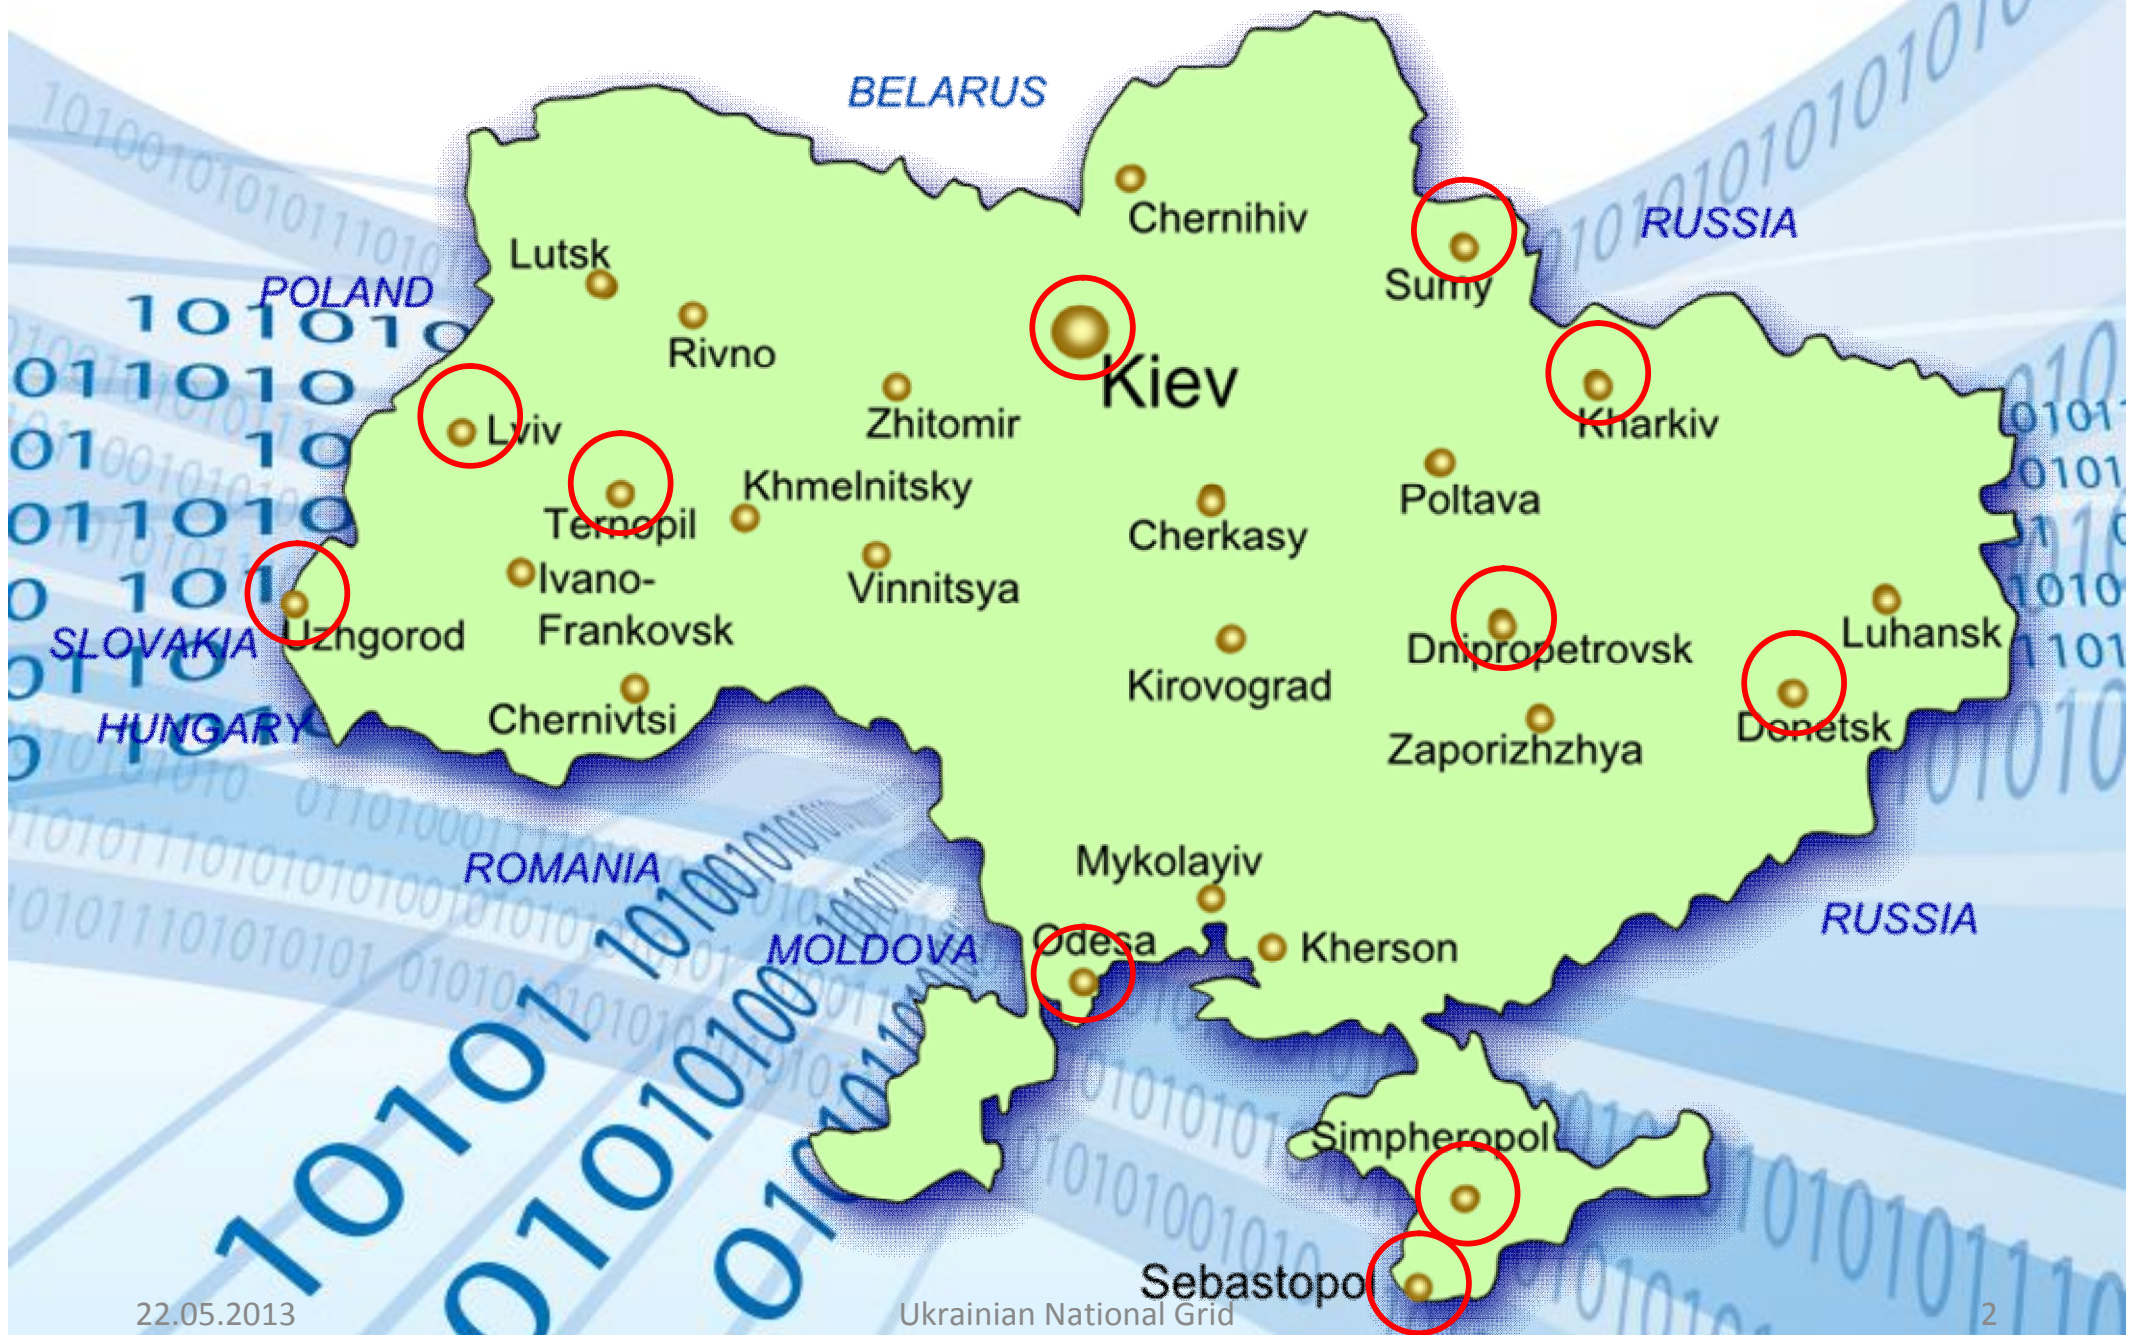 BELARUS
Chernihiv
RUSSIA
Lutsk
Sumy
POLAND
Rivno
Kiev
Zhitomir
Kharkiv
Lviv
Khmelnitsky
Poltava
Ternopil
Cherkasy
Ivano-
Frankovsk
Vinnitsya
Uzhgorod
SLOVAKIA
Dnipropetrovsk
Luhansk
Kirovograd
Chernivtsi
HUNGARY
Donetsk
Zaporizhzhya
ROMANIA
Mykolayiv
RUSSIA
MOLDOVA
Odesa
Kherson
Simpheropol
Sebastopol
22.05.2013
Ukrainian National Grid
2